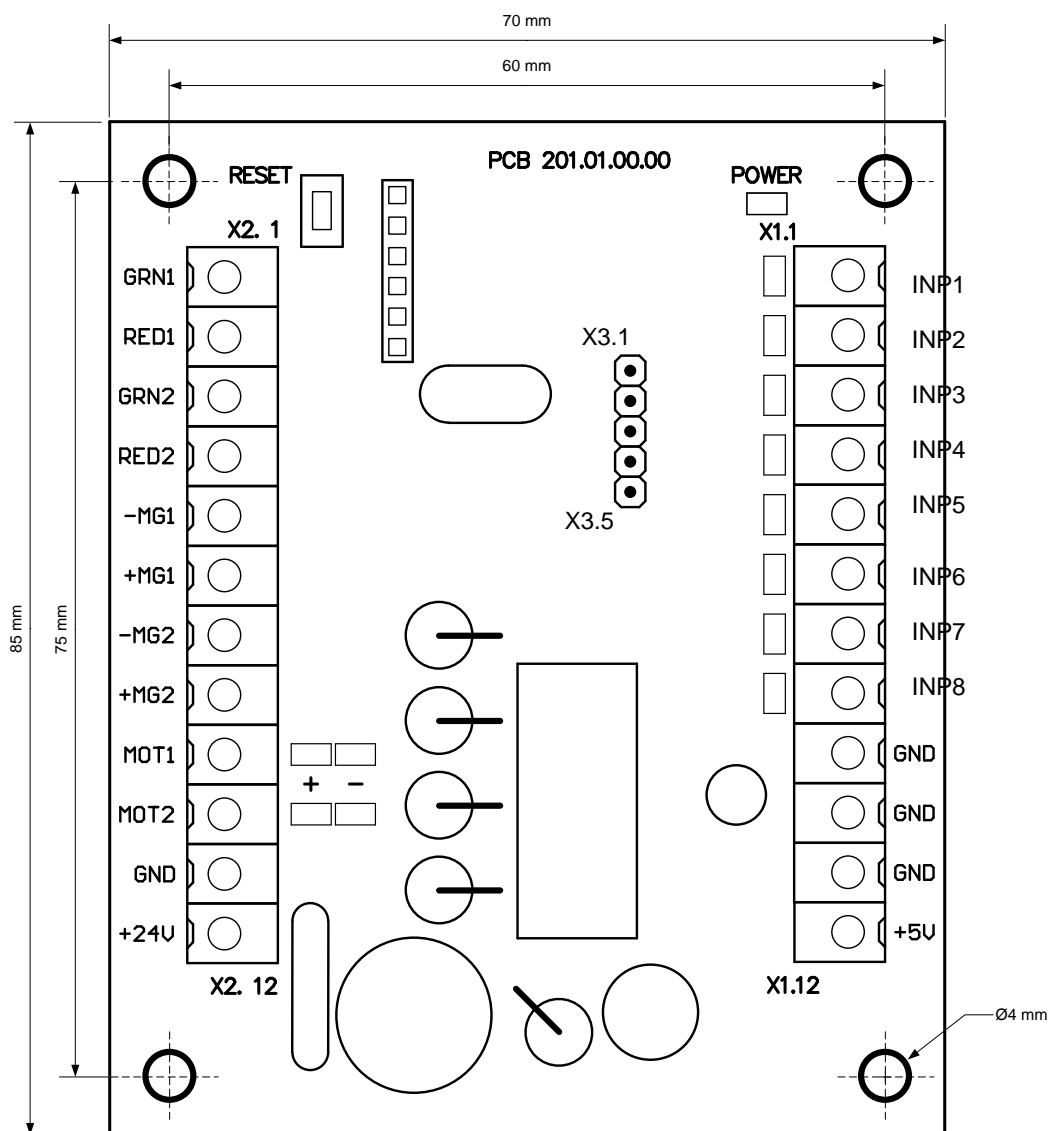 70 mm
60 mm
PCB 201.01.00.00
RESET
POWER
X2. 1
X1.1
GRN1
RED1
GRN2
RED2
-MG1
+MG1
-MG2
+MG2
MOT1
MOT2
GND
+24V
X2. 12
X3.1
X3.5
+ -
INP1
INP2
INP3
INP4
INP5
INP6
INP7
INP8
GND
GND
GND
+5V
X1.12
85 mm
75 mm
Ø4 mm